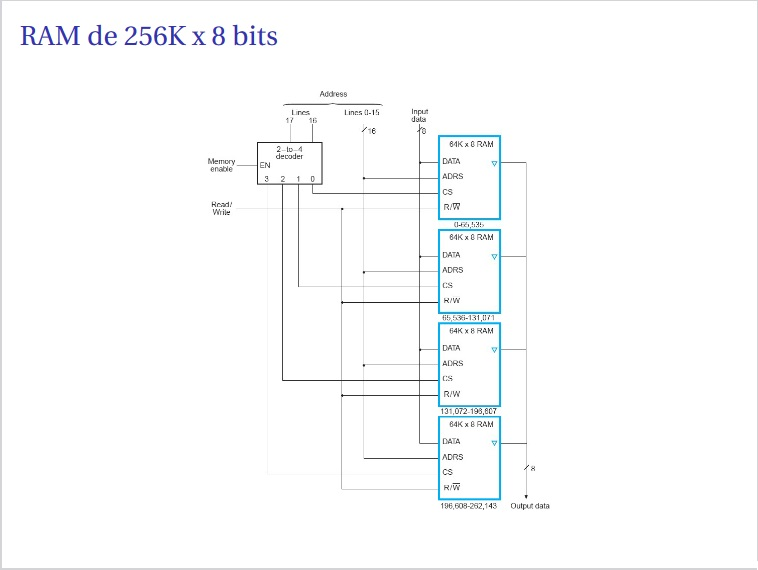 RAM de 256K x 8 bits
Address
Lines
17 16
Lines 0-15
Input
data
16
8
2-to-4
decoder
EN
3 2 1 0
Memory
enable
Read/
Write
64K x 8 RAM
DATA
ADRS
CS
R/W̅
0-65,535
64K x 8 RAM
DATA
ADRS
CS
R/W
65,536-131,071
64K x 8 RAM
DATA
ADRS
CS
R/W
131,072-196,607
64K x 8 RAM
DATA
ADRS
CS
R/W̅
196,608-262,143
8
Output data